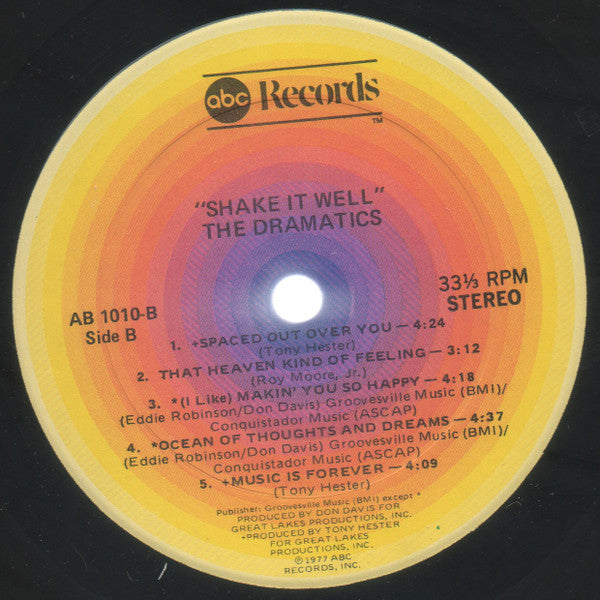 abc Records
TM
"SHAKE IT WELL"
THE DRAMATICS
AB 1010-B
Side B
33⅓ RPM
STEREO
1. +SPACED OUT OVER YOU — 4:24
(Tony Hester)
2. THAT HEAVEN KIND OF FEELING — 3:12
(Roy Moore, Jr.)
3. *(I Like) MAKIN' YOU SO HAPPY — 4:18
(Eddie Robinson/Don Davis) Groovesville Music (BMI)/
Conquistador Music (ASCAP)
4. *OCEAN OF THOUGHTS AND DREAMS — 4:37
(Eddie Robinson/Don Davis) Groovesville Music (BMI)/
Conquistador Music (ASCAP)
5. +MUSIC IS FOREVER — 4:09
(Tony Hester)
Publisher: Groovesville Music (BMI) except *
PRODUCED BY DON DAVIS FOR
GREAT LAKES PRODUCTIONS, INC.
+PRODUCED BY TONY HESTER
FOR GREAT LAKES
PRODUCTIONS, INC.
℗ 1977 ABC
RECORDS, INC.